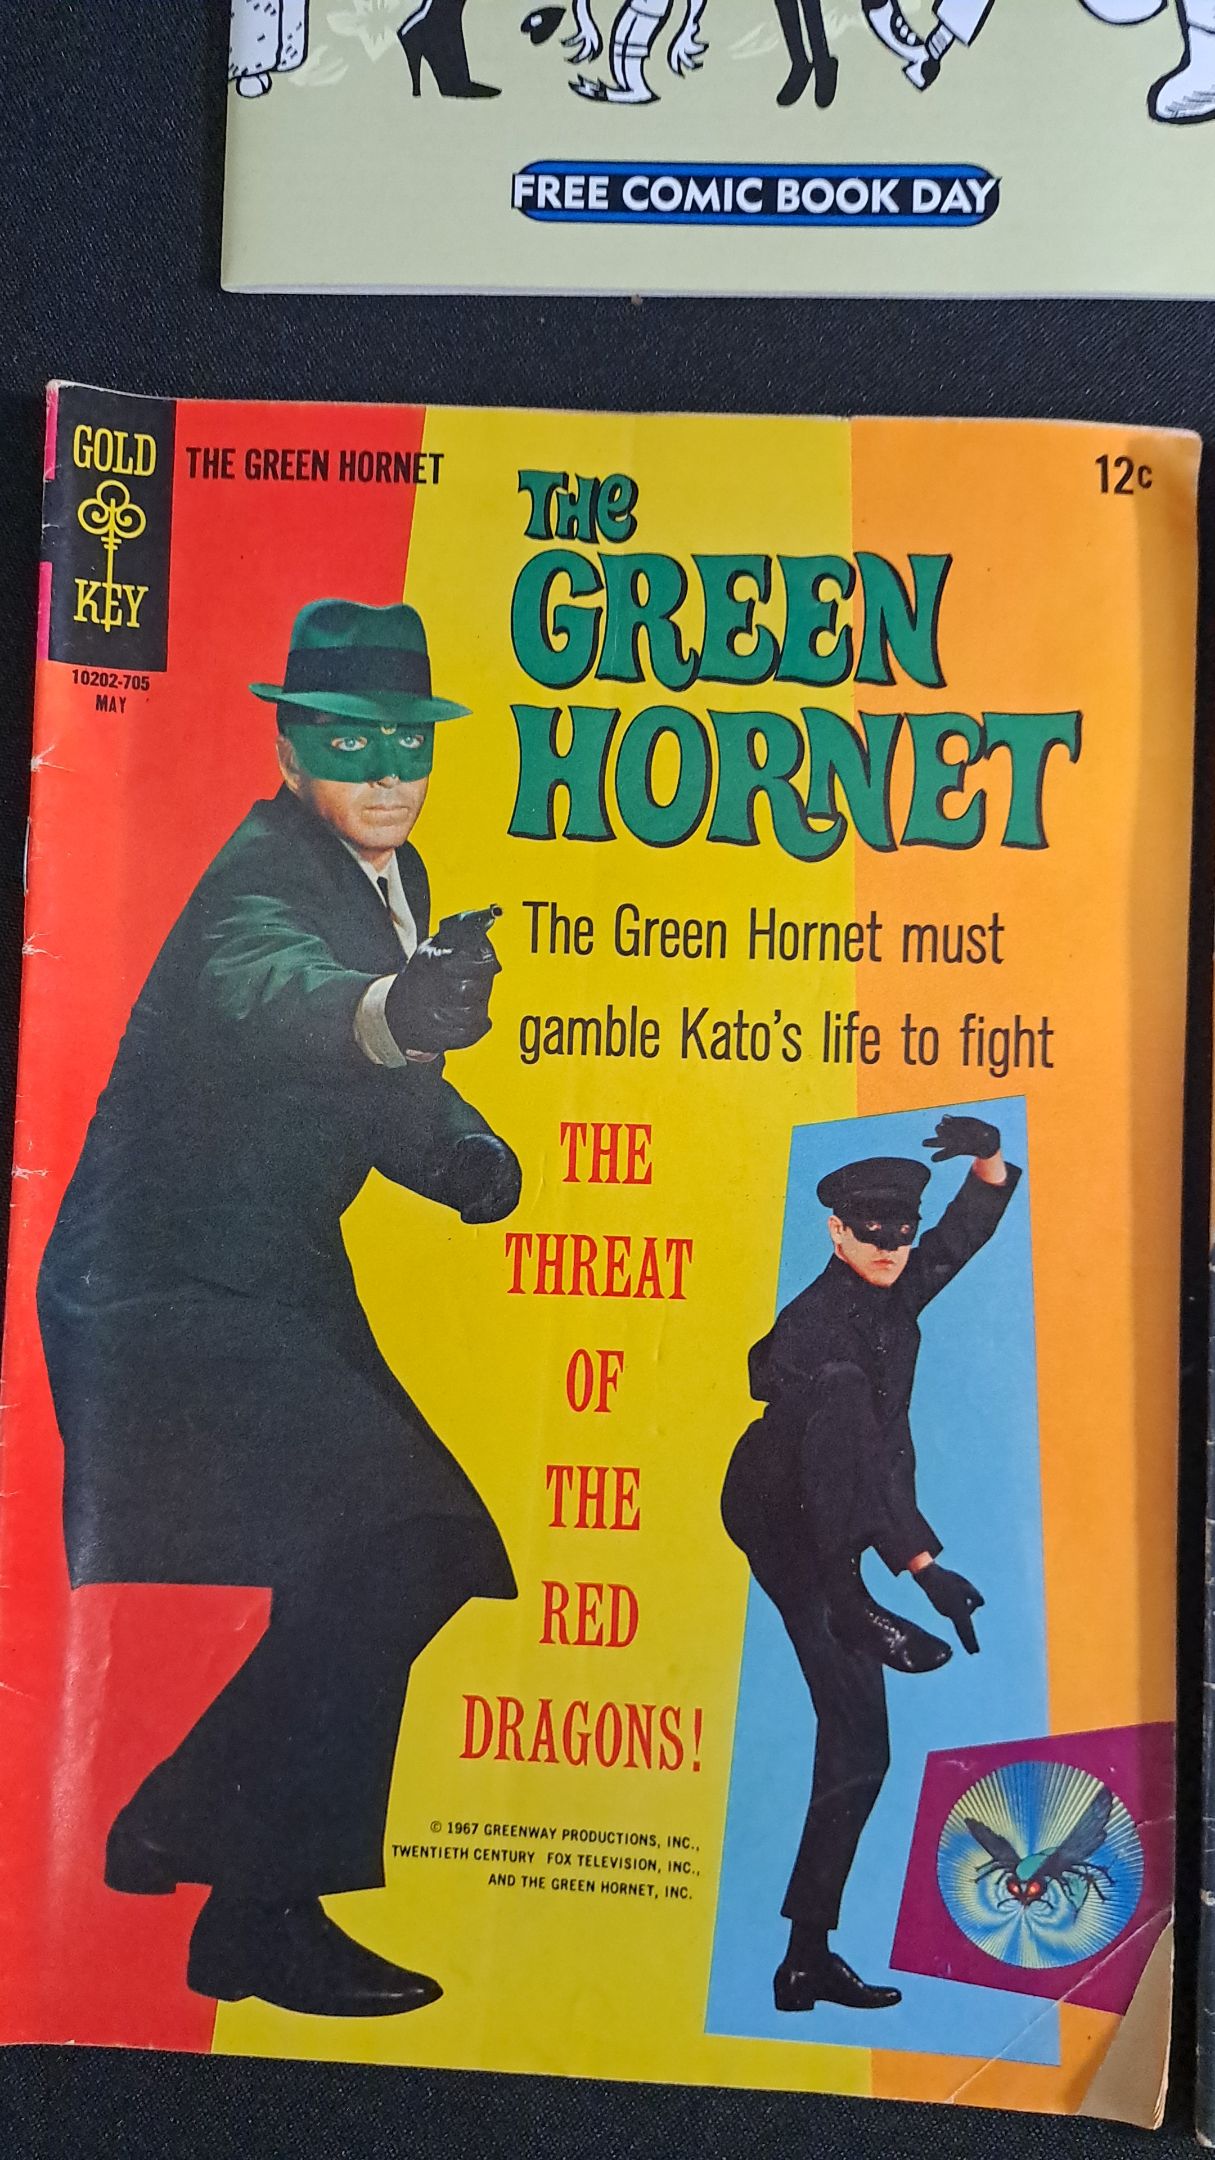 FREE COMIC BOOK DAY
GOLD
KEY
10202-705
MAY
THE GREEN HORNET
12c
THE
GREEN
HORNET
The Green Hornet must
gamble Kato's life to fight
THE
THREAT
OF
THE
RED
DRAGONS!
© 1967 GREENWAY PRODUCTIONS, INC.,
TWENTIETH CENTURY FOX TELEVISION, INC.,
AND THE GREEN HORNET, INC.